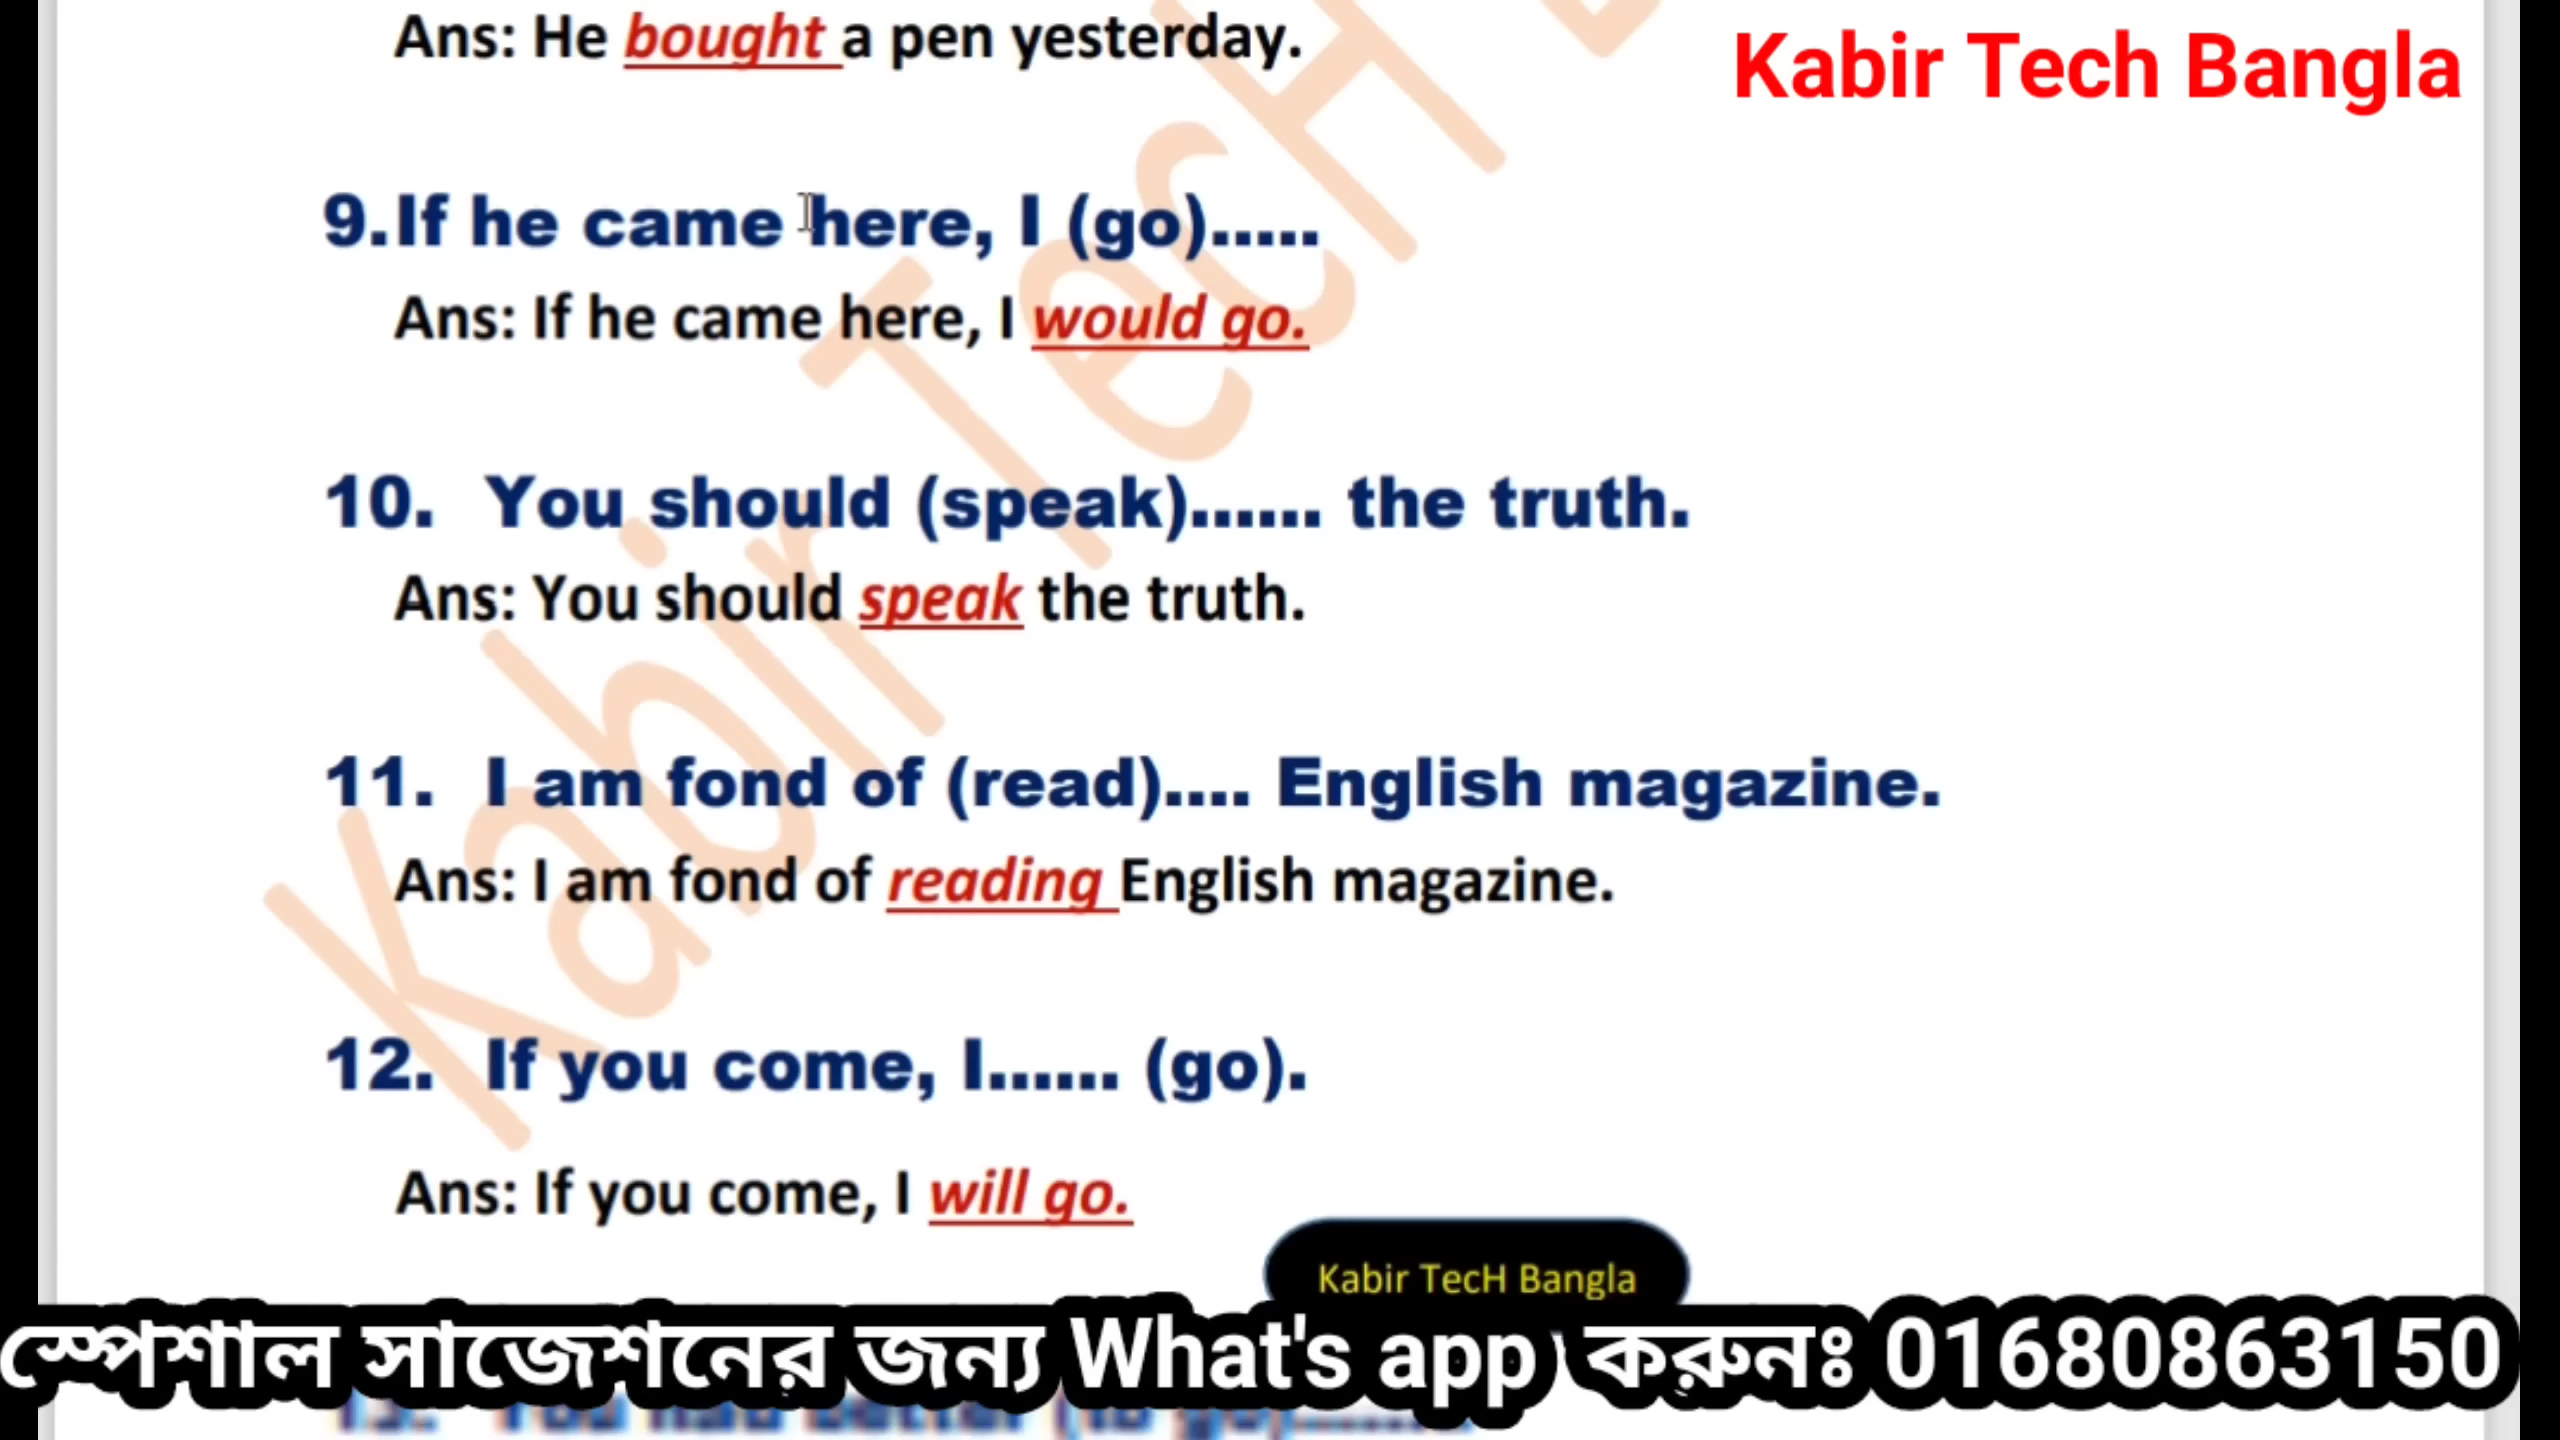 Ans: He bought a pen yesterday.
Kabir Tech Bangla
9.If he came here, I (go).....
Ans: If he came here, I would go.
10. You should (speak)...... the truth.
Ans: You should speak the truth.
11. I am fond of (read).... English magazine.
Ans: I am fond of reading English magazine.
12. If you come, I...... (go).
Ans: If you come, I will go.
Kabir TecH Bangla
স্পেশাল সাজেশনের জন্য What's app করুনঃ 01680863150
Kabir TecH